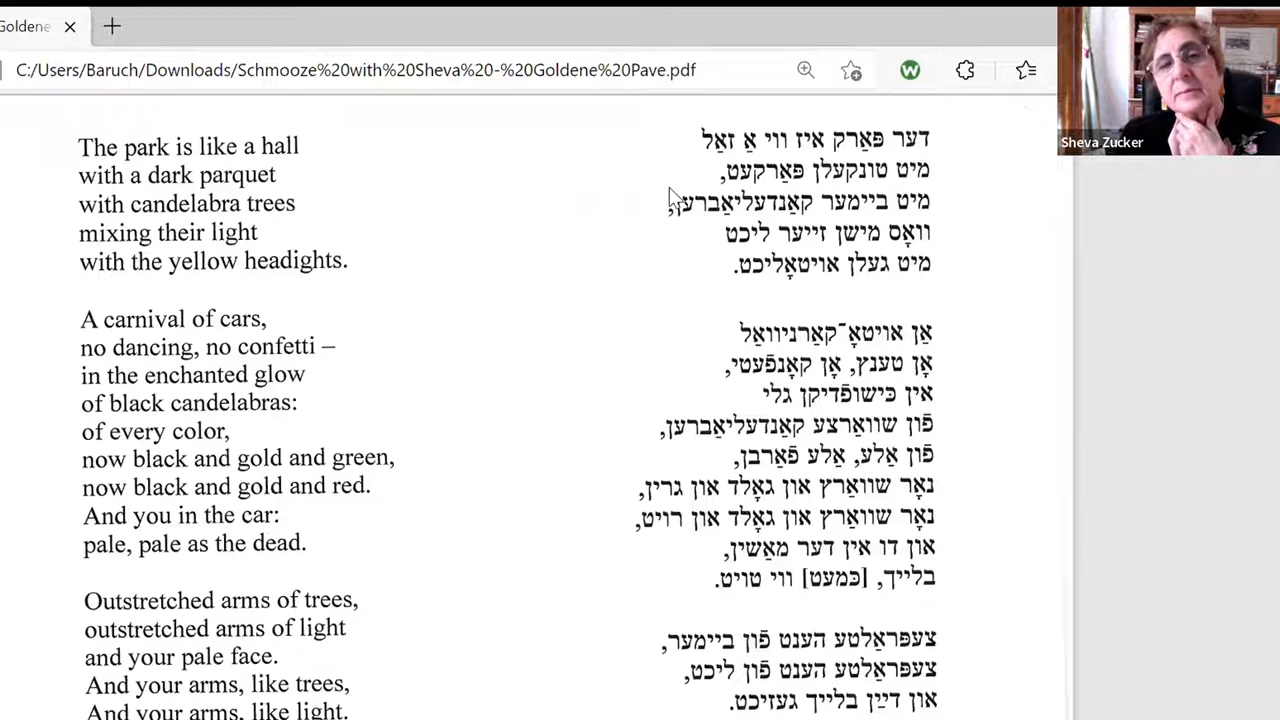 Goldene
C:/Users/Baruch/Downloads/Schmooze%20with%20Sheva%20-%20Goldene%20Pave.pdf
W
Sheva Zucker
The park is like a hall
with a dark parquet
with candelabra trees
mixing their light
with the yellow headights.
A carnival of cars,
no dancing, no confetti –
in the enchanted glow
of black candelabras:
of every color,
now black and gold and green,
now black and gold and red.
And you in the car:
pale, pale as the dead.
Outstretched arms of trees,
outstretched arms of light
and your pale face.
And your arms, like trees,
And your arms, like light.
דער פּאַרק איז ווי אַ זאַל
מיט טונקעלן פּאַרקעט,
מיט ביימער קאַנדעליאַברען,
וואָס מישן זייער ליכט
מיט געלן אויטאָליכט.
אַן אויטאָ־קאַרניוואַל
אָן טענץ, אָן קאָנפֿעטי,
אין כּישופֿדיקן גלי
פֿון שוואַרצע קאַנדעליאַברען,
פֿון אַלע, אַלע פֿאַרבן,
נאָר שוואַרץ און גאָלד און גרין,
נאָר שוואַרץ און גאָלד און רויט,
און דו אין דער מאַשין,
בלייך, [כּמעט] ווי טויט.
צעפּראַלטע הענט פֿון ביימער,
צעפּראַלטע הענט פֿון ליכט,
און דײַן בלייך געזיכט.